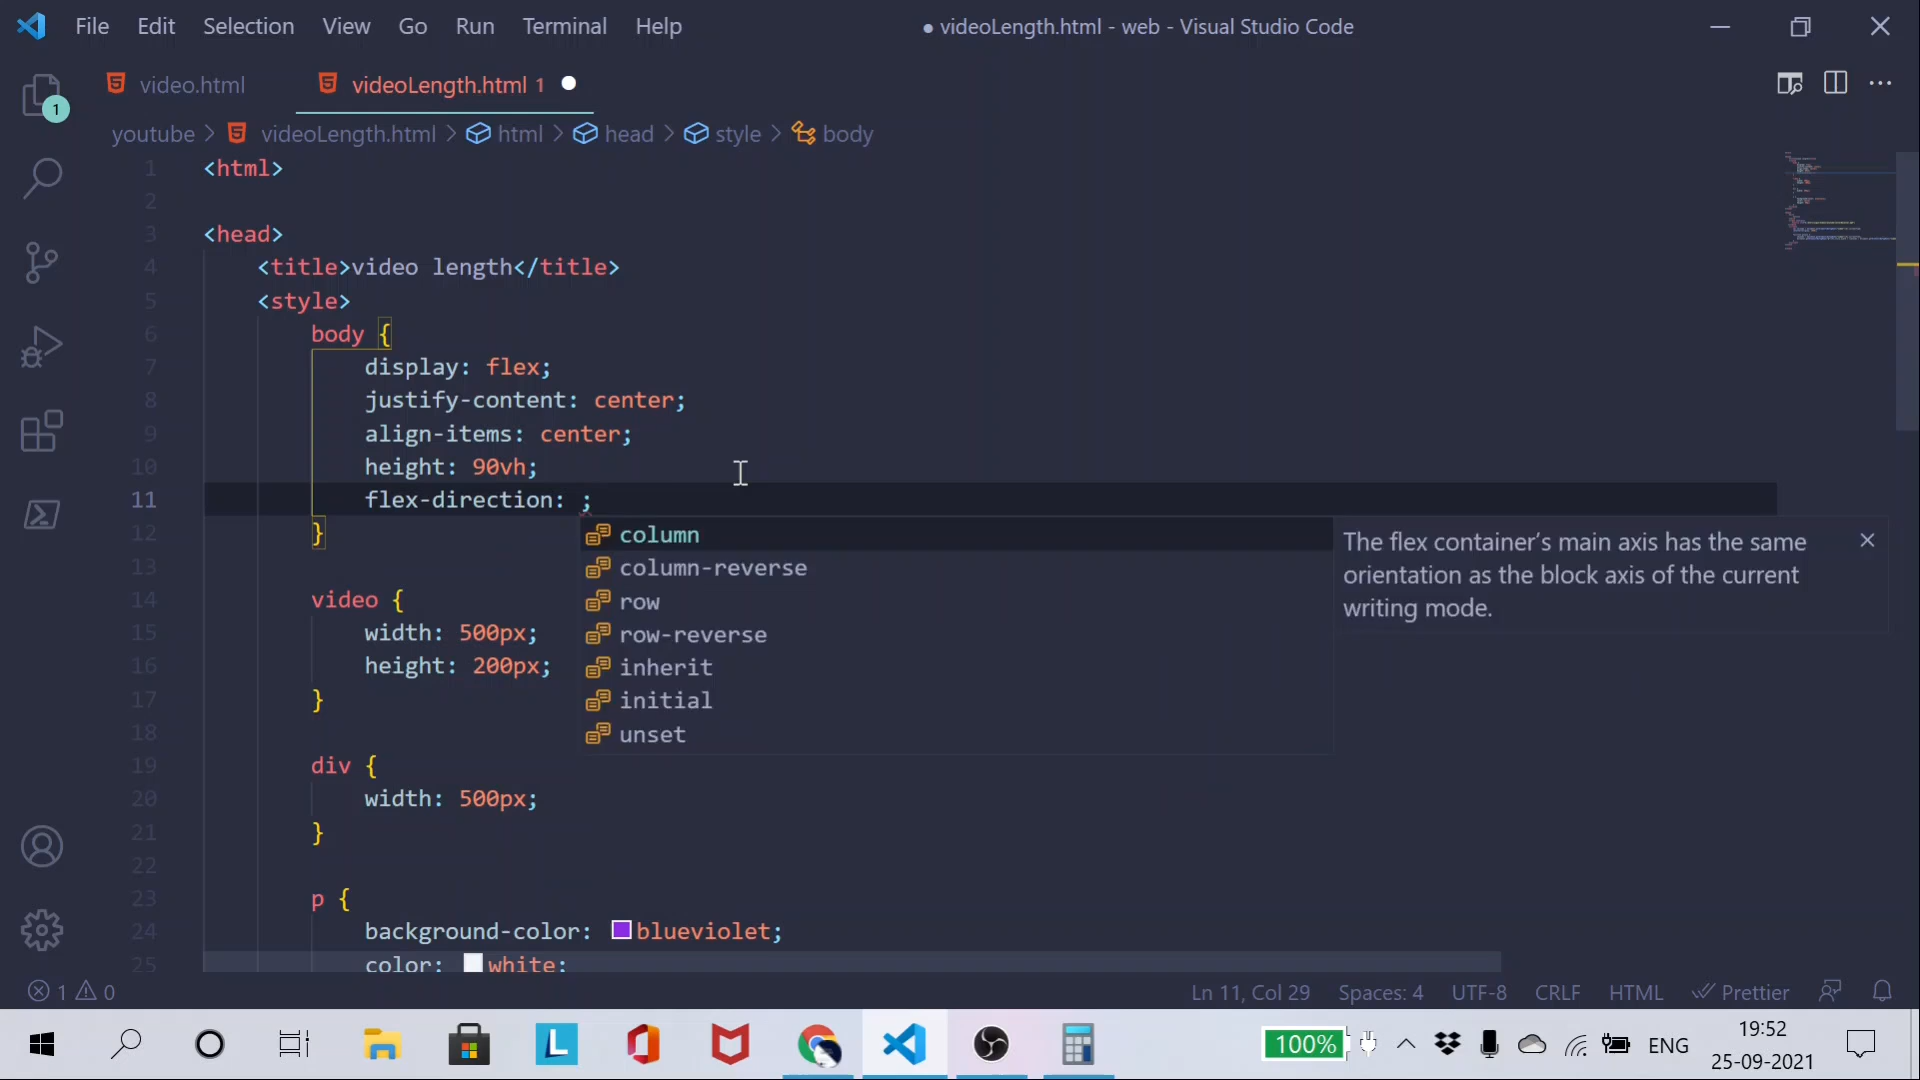 File Edit Selection View Go Run Terminal Help
● videoLength.html - web - Visual Studio Code
1
video.html
videoLength.html 1
youtube > videoLength.html > html > head > style > body
1 <html>
2
3 <head>
4 <title>video length</title>
5 <style>
6 body {
7 display: flex;
8 justify-content: center;
9 align-items: center;
10 height: 90vh;
11 flex-direction: ;
12 }
13
14 video {
15 width: 500px;
16 height: 200px;
17 }
18
19 div {
20 width: 500px;
21 }
22
23 p {
24 background-color: blueviolet;
25 color: white;
column
column-reverse
row
row-reverse
inherit
initial
unset
The flex container's main axis has the same
orientation as the block axis of the current
writing mode.
1 0
Ln 11, Col 29 Spaces: 4 UTF-8 CRLF HTML Prettier
L
100%
ENG
19:52
25-09-2021